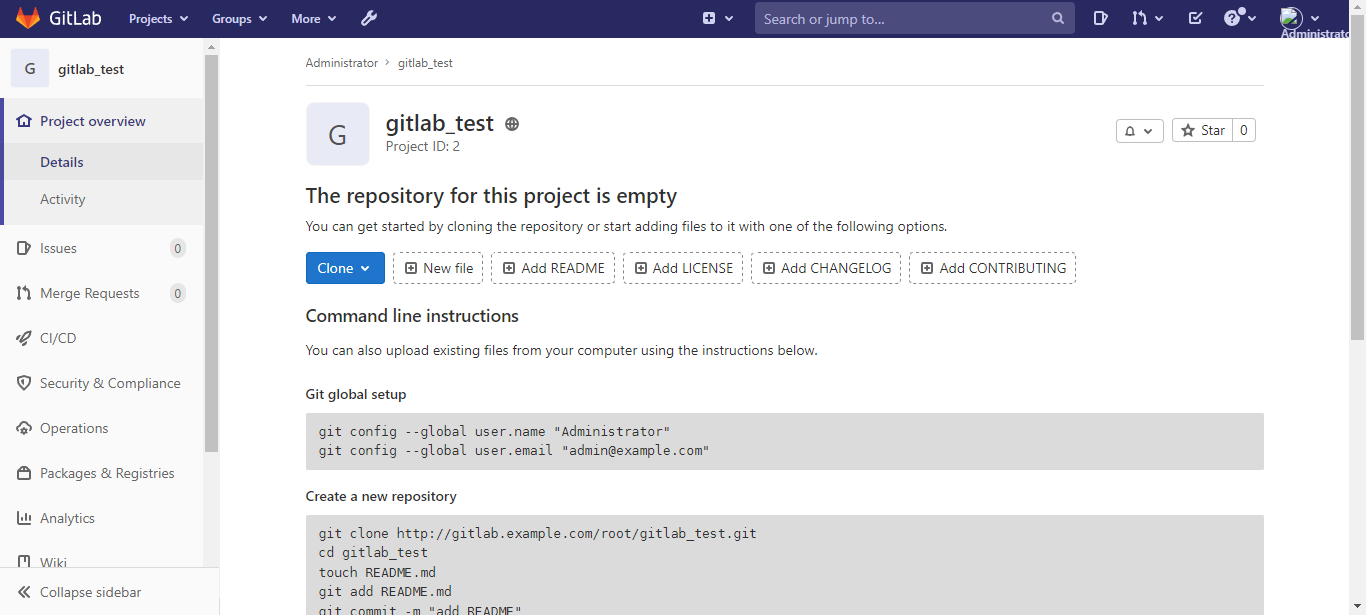 GitLab Projects Groups More Search or jump to...
Administrator
G gitlab_test
Project overview
Details
Activity
Issues 0
Merge Requests 0
CI/CD
Security & Compliance
Operations
Packages & Registries
Analytics
Wiki
Collapse sidebar
Administrator › gitlab_test
G
gitlab_test
Project ID: 2
Star 0
The repository for this project is empty
You can get started by cloning the repository or start adding files to it with one of the following options.
Clone New file Add README Add LICENSE Add CHANGELOG Add CONTRIBUTING
Command line instructions
You can also upload existing files from your computer using the instructions below.
Git global setup
git config --global user.name "Administrator"
git config --global user.email "admin@example.com"
Create a new repository
git clone http://gitlab.example.com/root/gitlab_test.git
cd gitlab_test
touch README.md
git add README.md
git commit -m "add README"